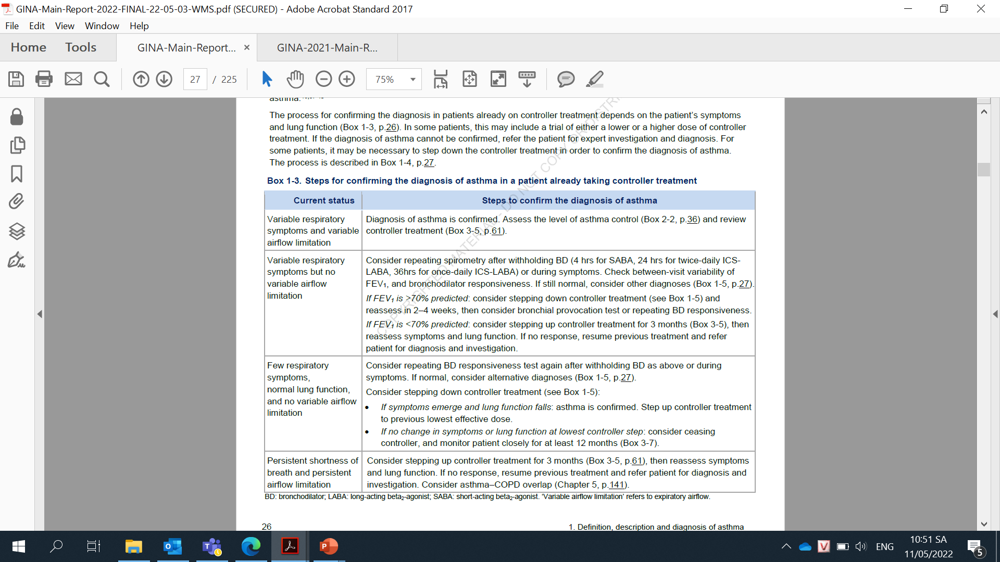 GINA-Main-Report-2022-FINAL-22-05-03-WMS.pdf (SECURED) - Adobe Acrobat Standard 2017
File Edit View Window Help
Home Tools GINA-Main-Report... × GINA-2021-Main-R...
27 / 225 75%
The process for confirming the diagnosis in patients already on controller treatment depends on the patient's symptoms
and lung function (Box 1-3, p.26). In some patients, this may include a trial of either a lower or a higher dose of controller
treatment. If the diagnosis of asthma cannot be confirmed, refer the patient for expert investigation and diagnosis. For
some patients, it may be necessary to step down the controller treatment in order to confirm the diagnosis of asthma.
The process is described in Box 1-4, p.27.
Box 1-3. Steps for confirming the diagnosis of asthma in a patient already taking controller treatment
Current status
Steps to confirm the diagnosis of asthma
Variable respiratory
symptoms and variable
airflow limitation
Diagnosis of asthma is confirmed. Assess the level of asthma control (Box 2-2, p.36) and review
controller treatment (Box 3-5, p.61).
Variable respiratory
symptoms but no
variable airflow
limitation
Consider repeating spirometry after withholding BD (4 hrs for SABA, 24 hrs for twice-daily ICS-
LABA, 36hrs for once-daily ICS-LABA) or during symptoms. Check between-visit variability of
FEV₁, and bronchodilator responsiveness. If still normal, consider other diagnoses (Box 1-5, p.27).
If FEV₁ is >70% predicted: consider stepping down controller treatment (see Box 1-5) and
reassess in 2–4 weeks, then consider bronchial provocation test or repeating BD responsiveness.
If FEV₁ is <70% predicted: consider stepping up controller treatment for 3 months (Box 3-5), then
reassess symptoms and lung function. If no response, resume previous treatment and refer
patient for diagnosis and investigation.
Few respiratory
symptoms,
normal lung function,
and no variable airflow
limitation
Consider repeating BD responsiveness test again after withholding BD as above or during
symptoms. If normal, consider alternative diagnoses (Box 1-5, p.27).
Consider stepping down controller treatment (see Box 1-5):
• If symptoms emerge and lung function falls: asthma is confirmed. Step up controller treatment
to previous lowest effective dose.
• If no change in symptoms or lung function at lowest controller step: consider ceasing
controller, and monitor patient closely for at least 12 months (Box 3-7).
Persistent shortness of
breath and persistent
airflow limitation
Consider stepping up controller treatment for 3 months (Box 3-5, p.61), then reassess symptoms
and lung function. If no response, resume previous treatment and refer patient for diagnosis and
investigation. Consider asthma–COPD overlap (Chapter 5, p.141).
BD: bronchodilator; LABA: long-acting beta₂-agonist; SABA: short-acting beta₂-agonist. 'Variable airflow limitation' refers to expiratory airflow.
COPYRIGHTED MATERIAL - DO NOT COPY OR DISTRI
26
1. Definition, description and diagnosis of asthma
ENG
10:51 SA
11/05/2022
5